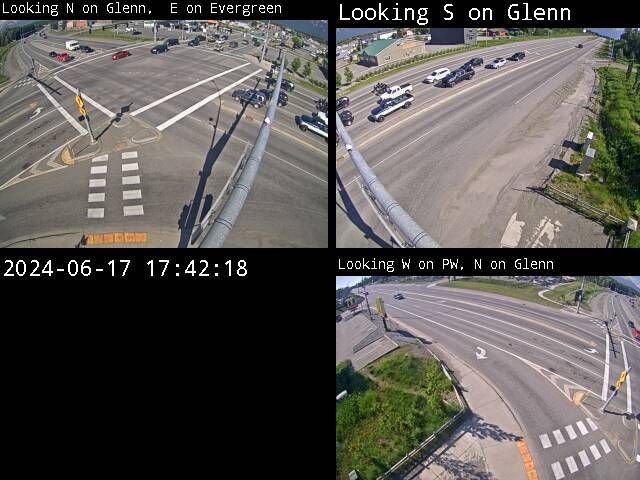 Looking N on Glenn,  E on Evergreen
Looking S on Glenn
2024-06-17 17:42:18
Looking W on PW, N on Glenn